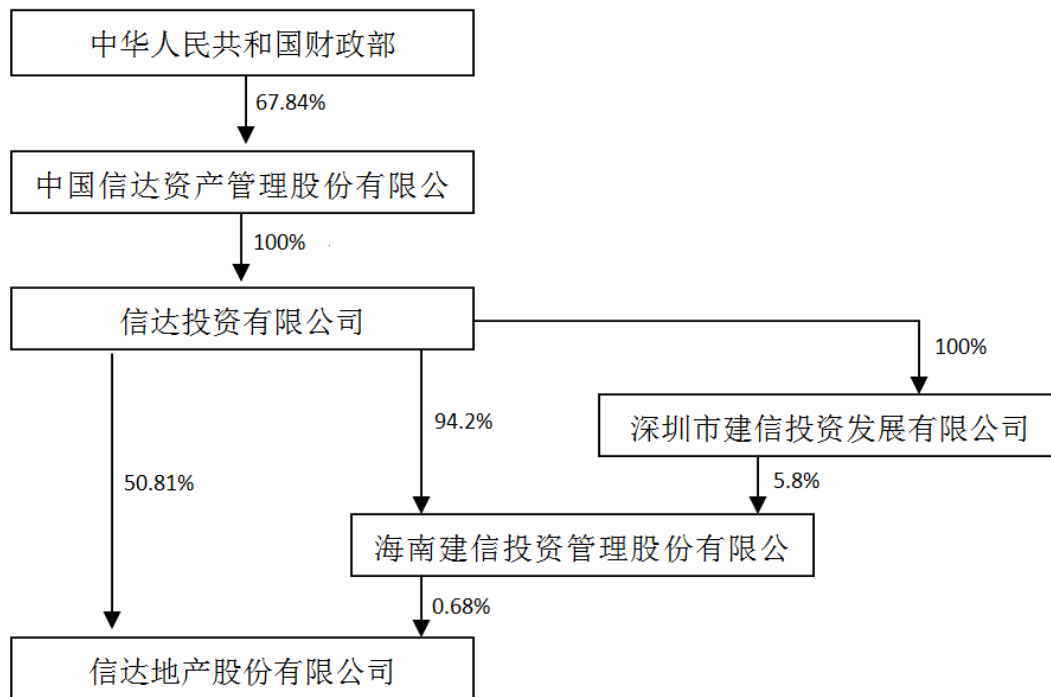 中华人民共和国财政部
67.84%
中国信达资产管理股份有限公
100%
信达投资有限公司
100%
94.2%
深圳市建信投资发展有限公司
50.81%
5.8%
海南建信投资管理股份有限公
0.68%
信达地产股份有限公司